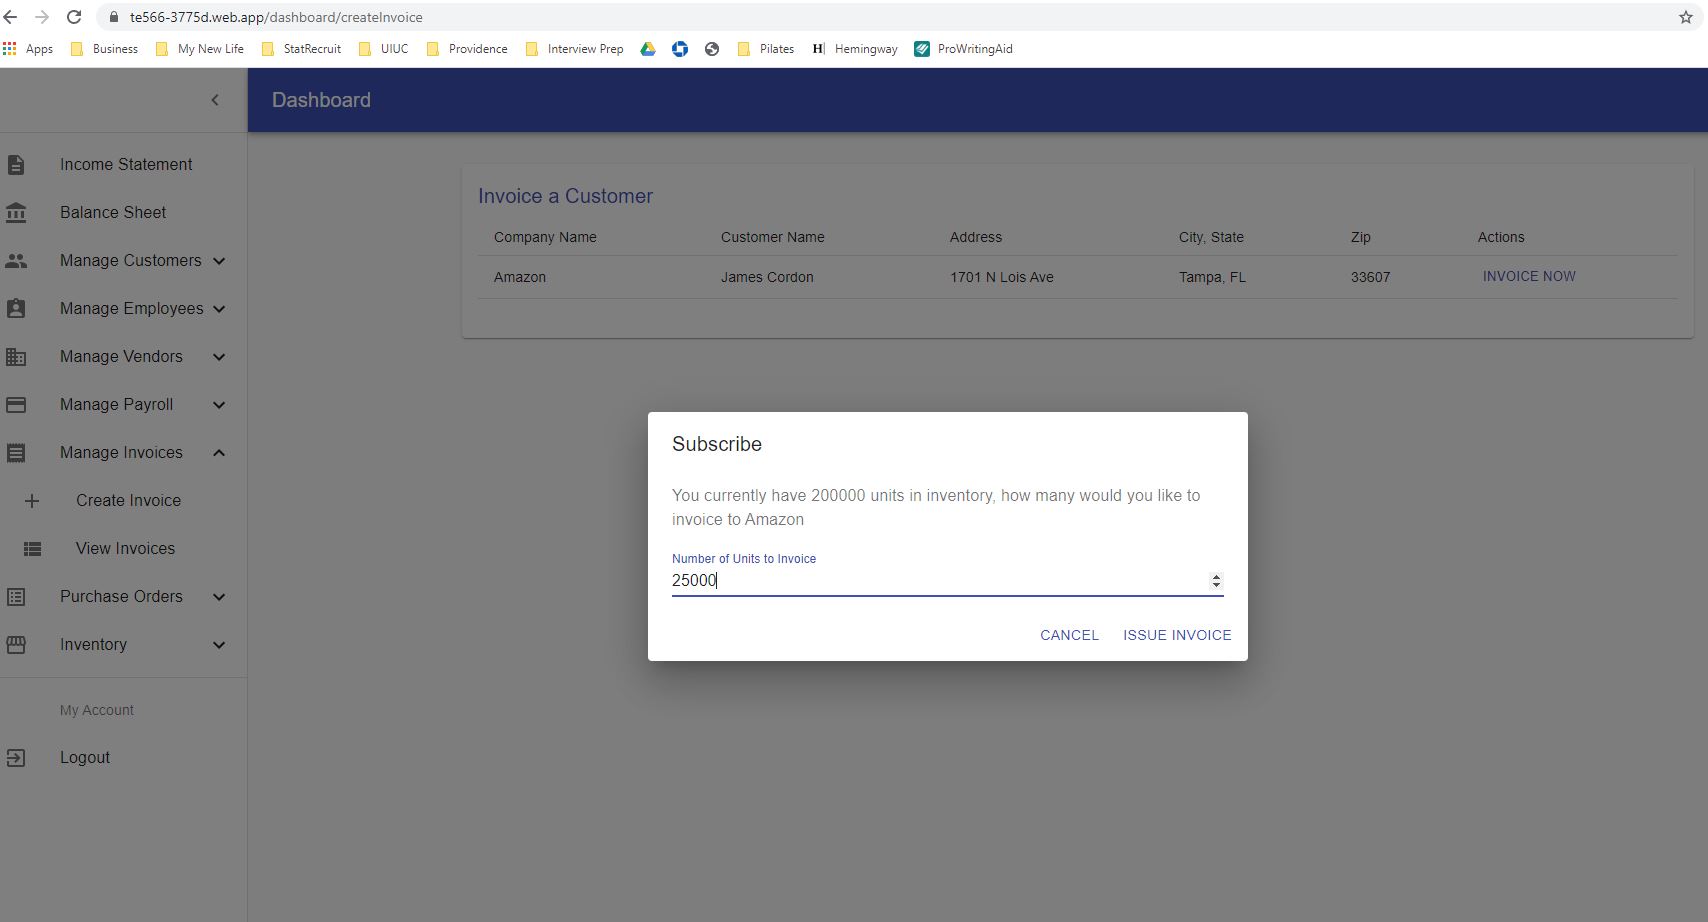 te566-3775d.web.app/dashboard/createInvoice
Apps Business My New Life StatRecruit UIUC Providence Interview Prep Pilates H Hemingway ProWritingAid
Dashboard
Income Statement
Balance Sheet
Manage Customers
Manage Employees
Manage Vendors
Manage Payroll
Manage Invoices
Create Invoice
View Invoices
Purchase Orders
Inventory
My Account
Logout
Invoice a Customer
Company Name Customer Name Address City, State Zip Actions
Amazon James Cordon 1701 N Lois Ave Tampa, FL 33607 INVOICE NOW
Subscribe
You currently have 200000 units in inventory, how many would you like to
invoice to Amazon
Number of Units to Invoice
25000
CANCEL ISSUE INVOICE